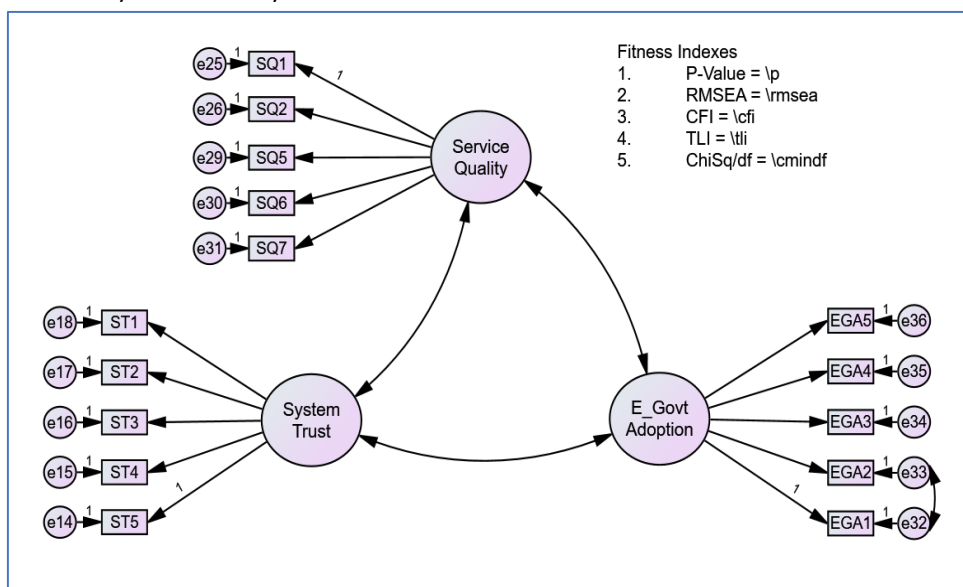 Fitness Indexes
1. P-Value = \p
2. RMSEA = \rmsea
3. CFI = \cfi
4. TLI = \tli
5. ChiSq/df = \cmindf
e25 1 SQ1
1
e26 1 SQ2
e29 1 SQ5
e30 1 SQ6
e31 1 SQ7
Service
Quality
e18 1 ST1
e17 1 ST2
e16 1 ST3
e15 1 ST4
e14 1 ST5
1
System
Trust
E_Govt
Adoption
EGA5 1 e36
EGA4 1 e35
EGA3 1 e34
EGA2 1 e33
1
EGA1 1 e32